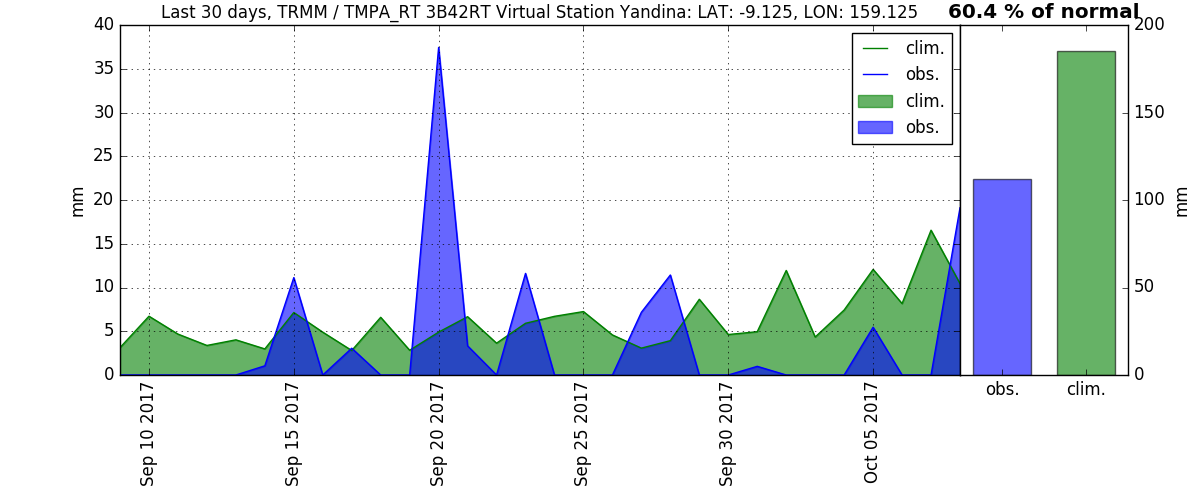 Last 30 days, TRMM / TMPA_RT 3B42RT Virtual Station Yandina: LAT: -9.125, LON: 159.125
60.4 % of normal
40
35
30
25
20
15
10
5
0
mm
clim.
obs.
clim.
obs.
Sep 10 2017
Sep 15 2017
Sep 20 2017
Sep 25 2017
Sep 30 2017
Oct 05 2017
200
150
100
50
0
mm
obs.
clim.